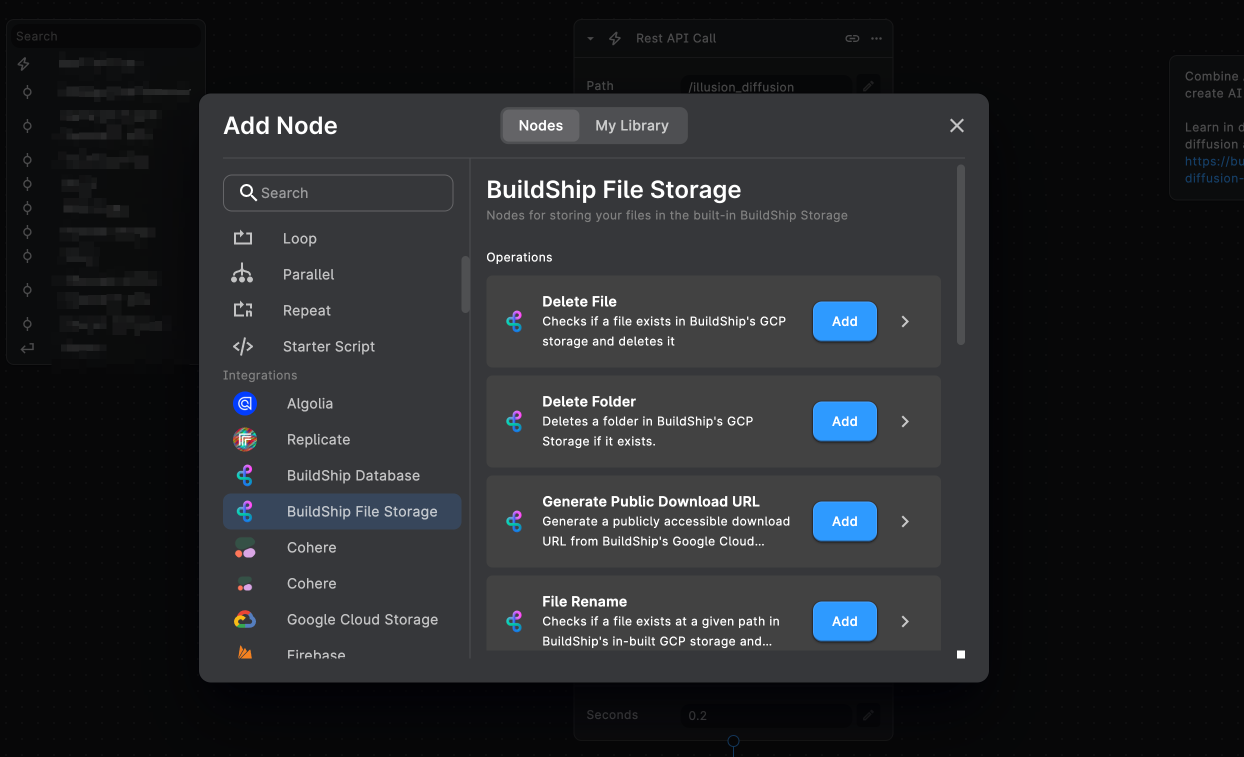 Search
Rest API Call
Path
/illusion_diffusion
Combine
create AI
Learn in d
diffusion
https://bu
diffusion-
Add Node
Nodes
My Library
Search
Loop
Parallel
Repeat
Starter Script
Integrations
Algolia
Replicate
BuildShip Database
BuildShip File Storage
Cohere
Cohere
Google Cloud Storage
Firebase
BuildShip File Storage
Nodes for storing your files in the built-in BuildShip Storage
Operations
Delete File
Checks if a file exists in BuildShip's GCP
storage and deletes it
Add
Delete Folder
Deletes a folder in BuildShip's GCP
Storage if it exists.
Add
Generate Public Download URL
Generate a publicly accessible download
URL from BuildShip's Google Cloud...
Add
File Rename
Checks if a file exists at a given path in
BuildShip's in-built GCP storage and...
Add
Seconds
0.2